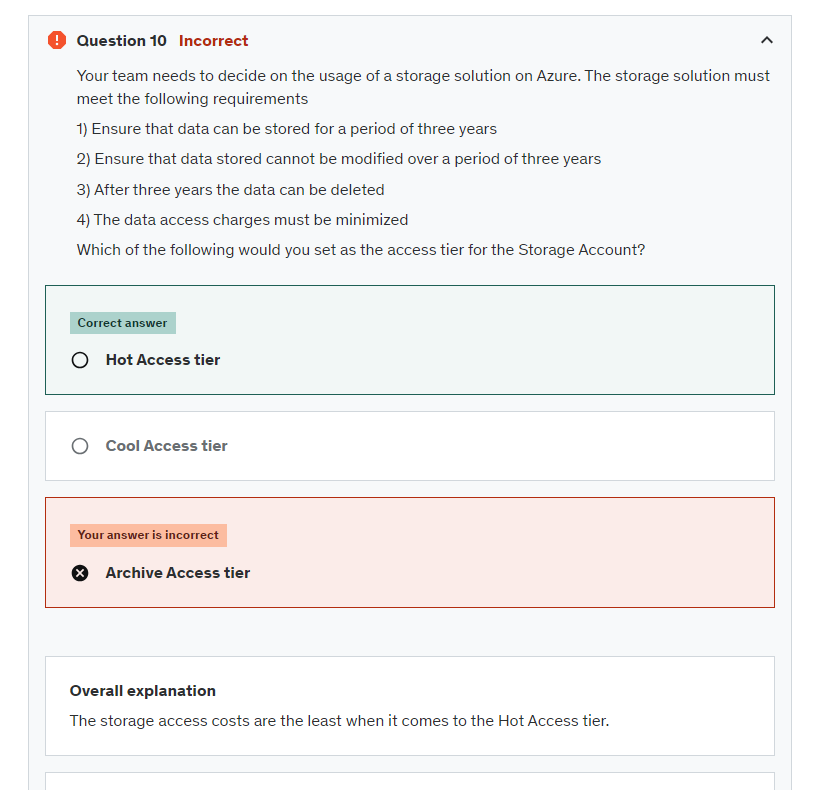 Question 10 Incorrect
Your team needs to decide on the usage of a storage solution on Azure. The storage solution must
meet the following requirements
1) Ensure that data can be stored for a period of three years
2) Ensure that data stored cannot be modified over a period of three years
3) After three years the data can be deleted
4) The data access charges must be minimized
Which of the following would you set as the access tier for the Storage Account?
Correct answer
Hot Access tier
Cool Access tier
Your answer is incorrect
Archive Access tier
Overall explanation
The storage access costs are the least when it comes to the Hot Access tier.